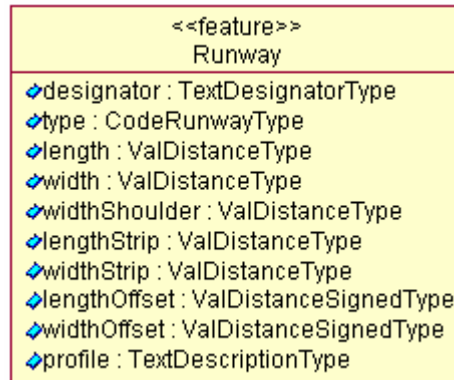 <<feature>>
Runway
designator : TextDesignatorType
type : CodeRunwayType
length : ValDistanceType
width : ValDistanceType
widthShoulder : ValDistanceType
lengthStrip : ValDistanceType
widthStrip : ValDistanceType
lengthOffset : ValDistanceSignedType
widthOffset : ValDistanceSignedType
profile : TextDescriptionType